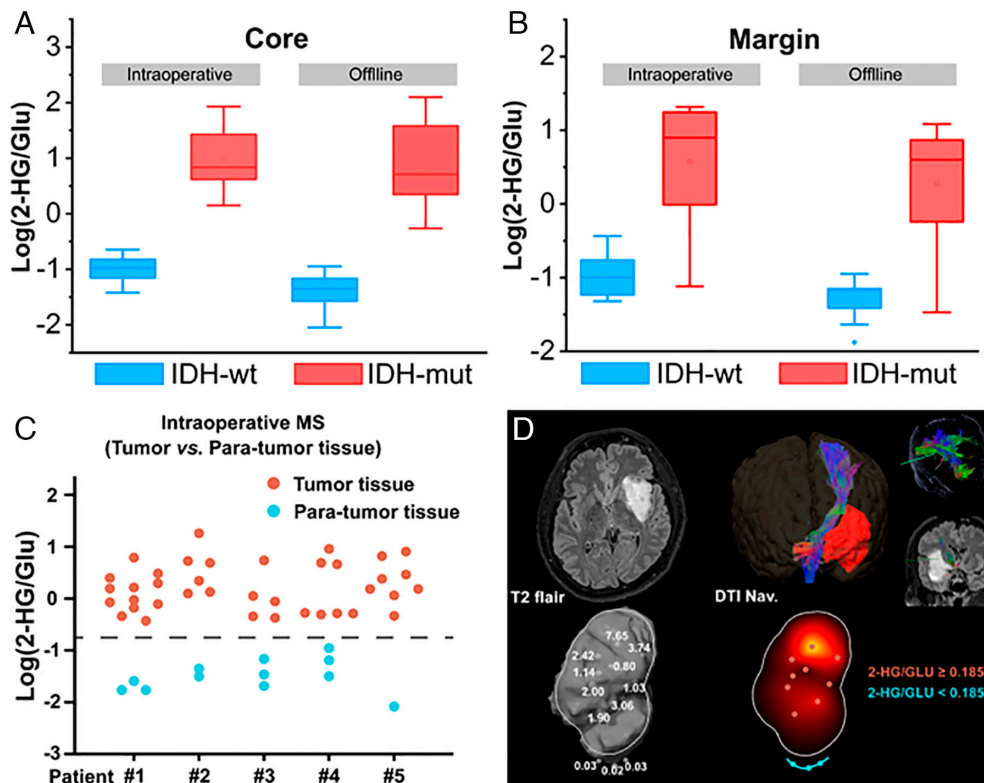 A
Core
Log(2-HG/Glu)
3
2
1
0
-1
-2
Intraoperative
Offlline
IDH-wt
IDH-mut
B
Margin
Log(2-HG/Glu)
2
1
0
-1
-2
Intraoperative
Offline
IDH-wt
IDH-mut
C
Intraoperative MS
(Tumor vs. Para-tumor tissue)
Tumor tissue
Para-tumor tissue
Log(2-HG/Glu)
2
1
0
-1
-2
-3
Patient #1 #2 #3 #4 #5
D
T2 flair
DTI Nav.
7.65
3.74
2.42
0.80
1.14
2.00
1.03
3.06
1.90
0.03
0.02
0.03
2-HG/GLU ≥ 0.185
2-HG/GLU < 0.185